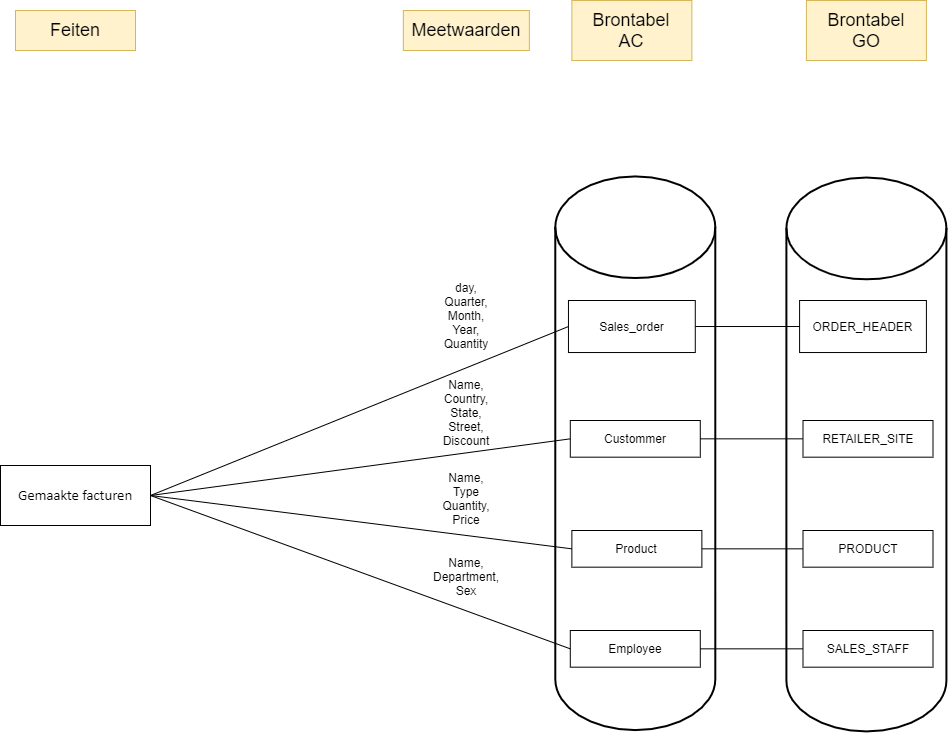 Feiten
Meetwaarden
Brontabel
AC
Brontabel
GO
day,
Quarter,
Month,
Year,
Quantity
Sales_order
ORDER_HEADER
Name,
Country,
State,
Street,
Discount
Custommer
RETAILER_SITE
Gemaakte facturen
Name,
Type
Quantity,
Price
Product
PRODUCT
Name,
Department,
Sex
Employee
SALES_STAFF